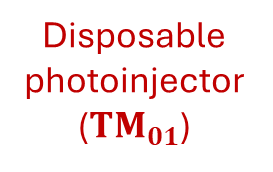 Disposable
photoinjector
(TM₀₁)